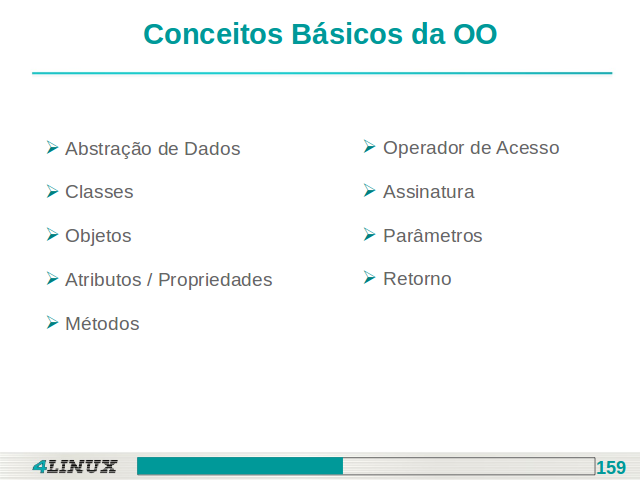 Conceitos Básicos da OO
Abstração de Dados
Classes
Objetos
Atributos / Propriedades
Métodos
Operador de Acesso
Assinatura
Parâmetros
Retorno
4LINUX
159